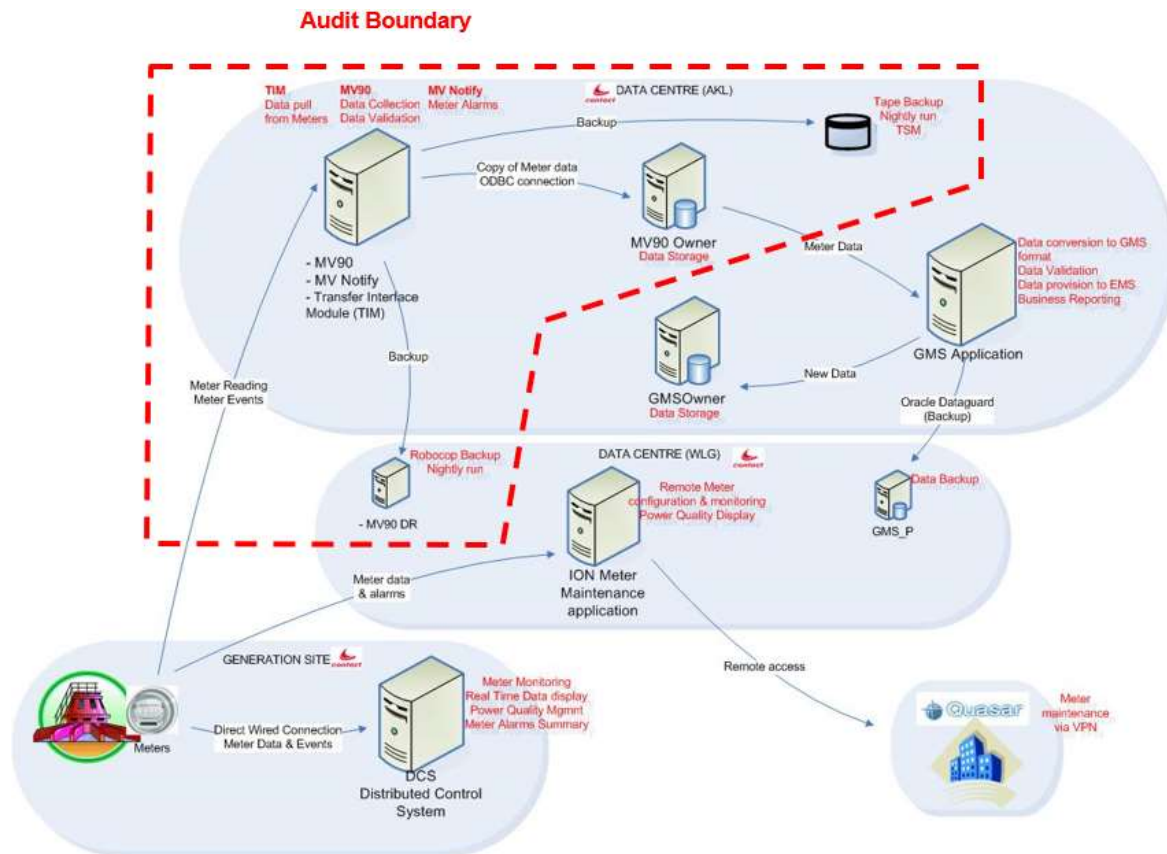 Audit Boundary
TIM
Data pull
from Meters
MV90
Data Collection
Data Validation
MV Notify
Meter Alarms
contact
DATA CENTRE (AKL)
Backup
Tape Backup
Nightly run
TSM
Copy of Meter data
ODBC connection
MV90 Owner
Data Storage
Meter Data
- MV90
- MV Notify
- Transfer Interface
Module (TIM)
Data conversion to GMS
format
Data Validation
Data provision to EMS
Business Reporting
GMS Application
Backup
New Data
GMSOwner
Data Storage
Meter Reading
Meter Events
Oracle Dataguard
(Backup)
DATA CENTRE (WLG)
contact
Robocop Backup
Nightly run
- MV90 DR
Remote Meter
configuration & monitoring
Power Quality Display
Data Backup
GMS_P
ION Meter
Maintenance
application
Meter data
& alarms
GENERATION SITE
contact
Remote access
Meter Monitoring
Real Time Data display
Power Quality Mgmt
Meter Alarms Summary
Meters
Direct Wired Connection
Meter Data & Events
DCS
Distributed Control
System
Quasar
Meter
maintenance
via VPN